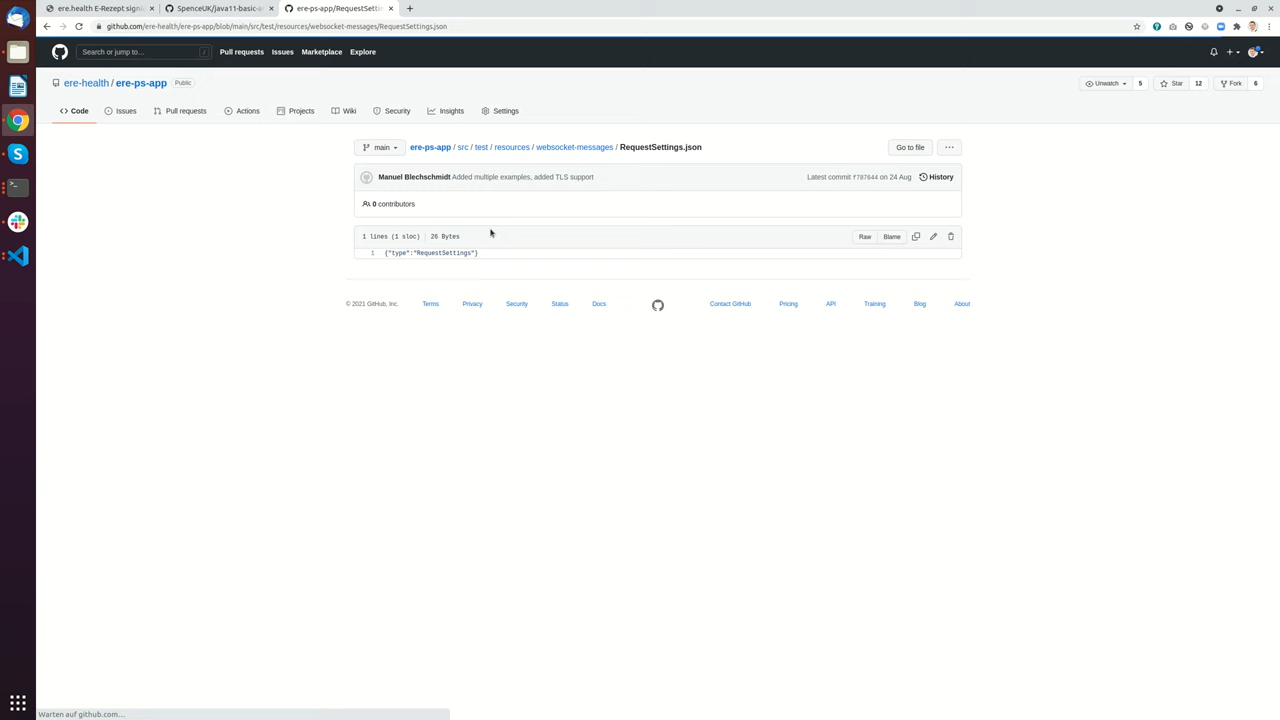 ere.health E-Rezept sign
SpenceUK/java11-basic-a
ere-ps-app/RequestSettin
github.com/ere-health/ere-ps-app/blob/main/src/test/resources/websocket-messages/RequestSettings.json
Search or jump to…
/
Pull requests
Issues
Marketplace
Explore
ere-health / ere-ps-app
Public
Unwatch
5
Star
12
Fork
6
Code
Issues
Pull requests
Actions
Projects
Wiki
Security
Insights
Settings
main
ere-ps-app / src / test / resources / websocket-messages / RequestSettings.json
Go to file
Manuel Blechschmidt Added multiple examples, added TLS support
Latest commit f787644 on 24 Aug
History
0 contributors
1 lines (1 sloc)
26 Bytes
Raw
Blame
1 {"type":"RequestSettings"}
© 2021 GitHub, Inc.
Terms
Privacy
Security
Status
Docs
Contact GitHub
Pricing
API
Training
Blog
About
Warten auf github.com…